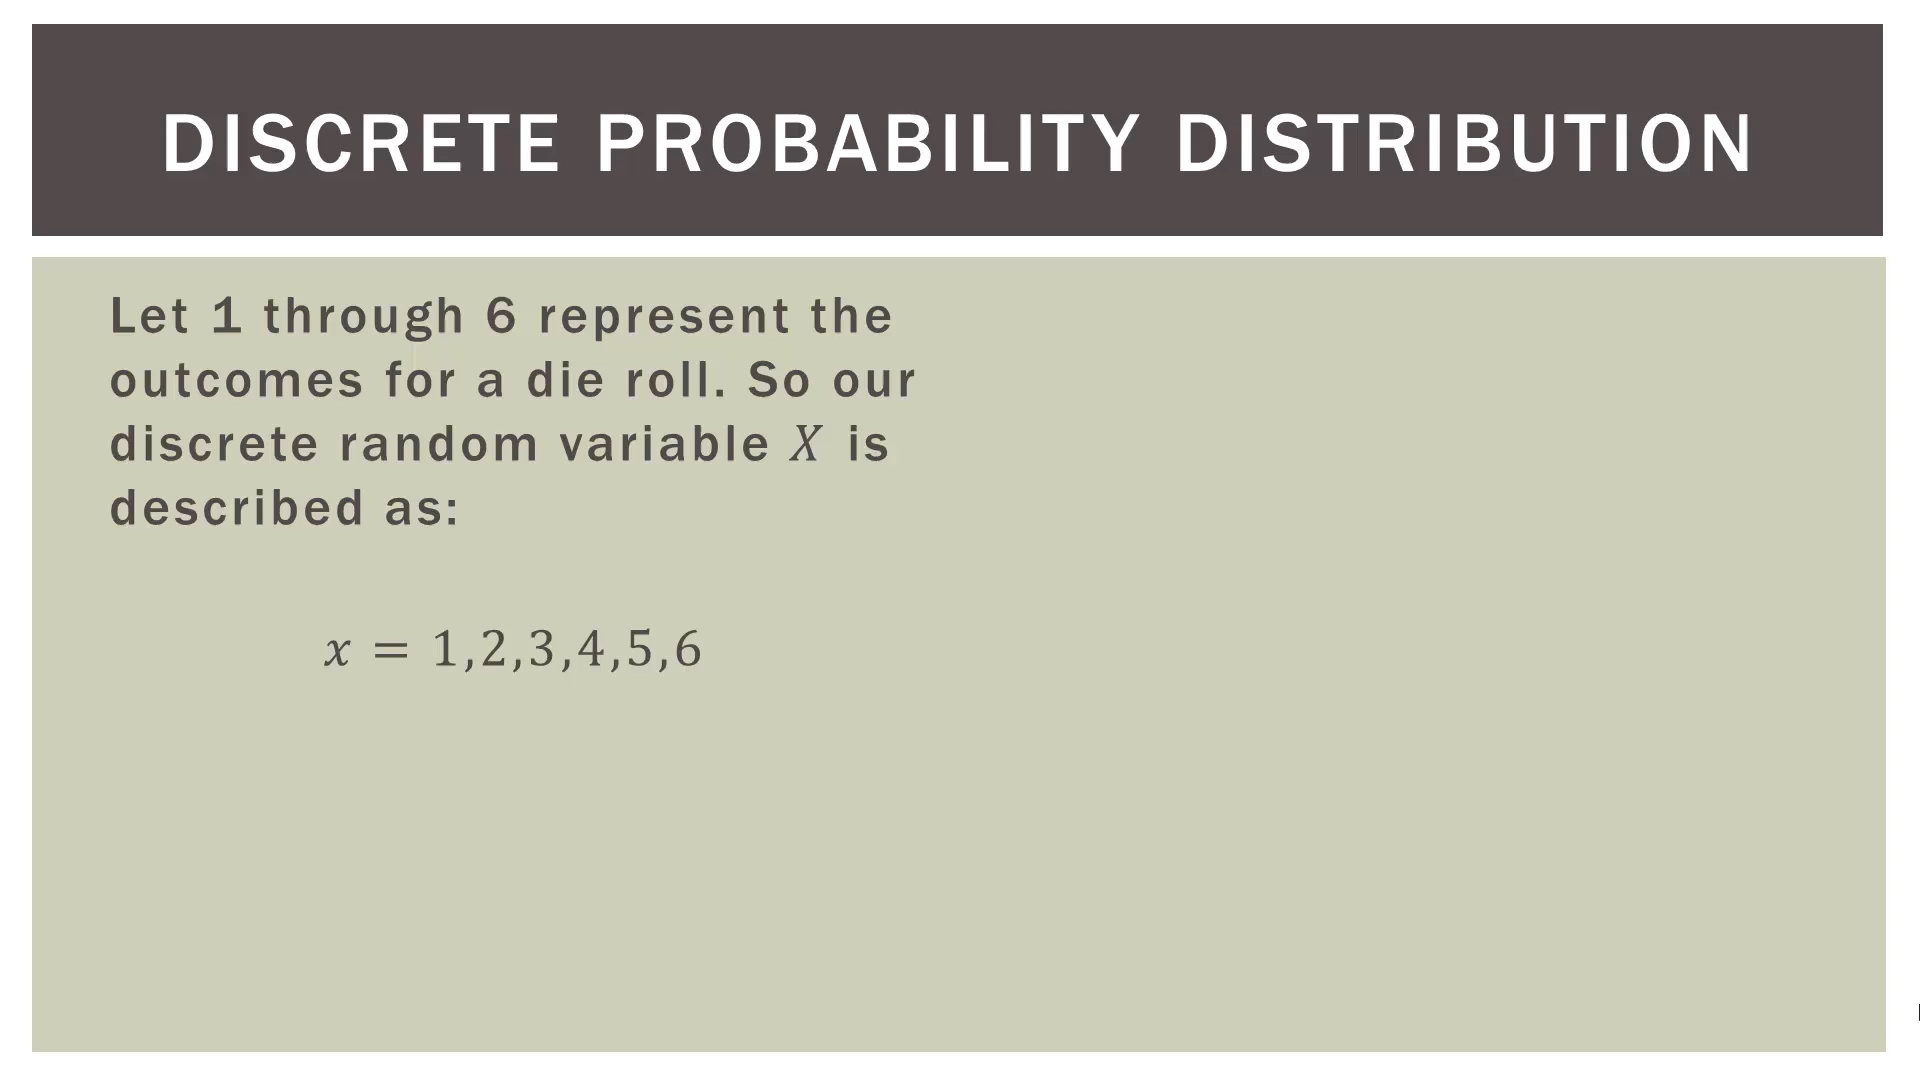 DISCRETE PROBABILITY DISTRIBUTION
Let 1 through 6 represent the
outcomes for a die roll. So our
discrete random variable X is
described as:
x = 1,2,3,4,5,6